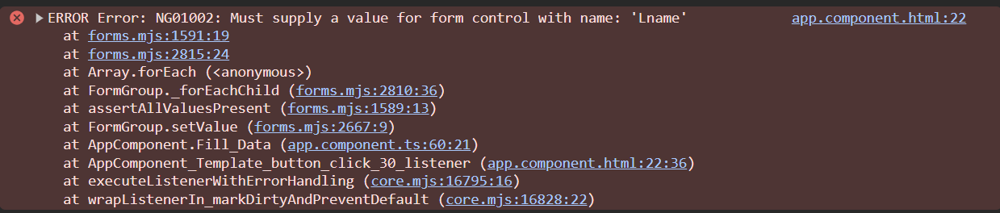 ERROR Error: NG01002: Must supply a value for form control with name: 'Lname' app.component.html:22
at forms.mjs:1591:19
at forms.mjs:2815:24
at Array.forEach (<anonymous>)
at FormGroup._forEachChild (forms.mjs:2810:36)
at assertAllValuesPresent (forms.mjs:1589:13)
at FormGroup.setValue (forms.mjs:2667:9)
at AppComponent.Fill_Data (app.component.ts:60:21)
at AppComponent_Template_button_click_30_listener (app.component.html:22:36)
at executeListenerWithErrorHandling (core.mjs:16795:16)
at wrapListenerIn_markDirtyAndPreventDefault (core.mjs:16828:22)